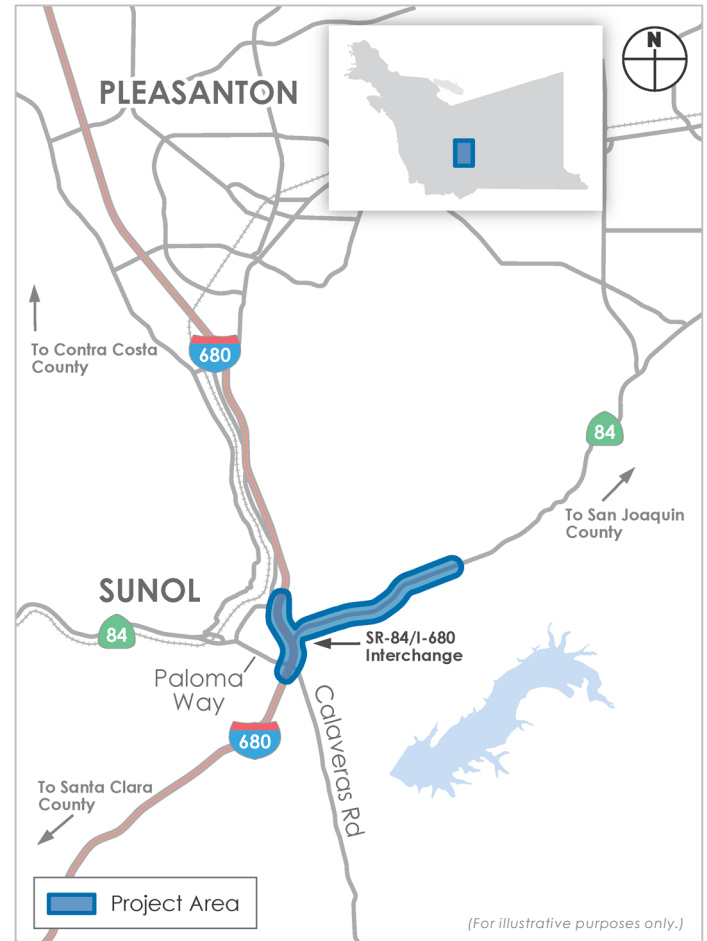 N
PLEASANTON
To Contra Costa
County
680
84
To San Joaquin
County
SUNOL
84
SR-84/I-680
Interchange
Paloma
Way
Calaveras Rd
680
To Santa Clara
County
Project Area
(For illustrative purposes only.)